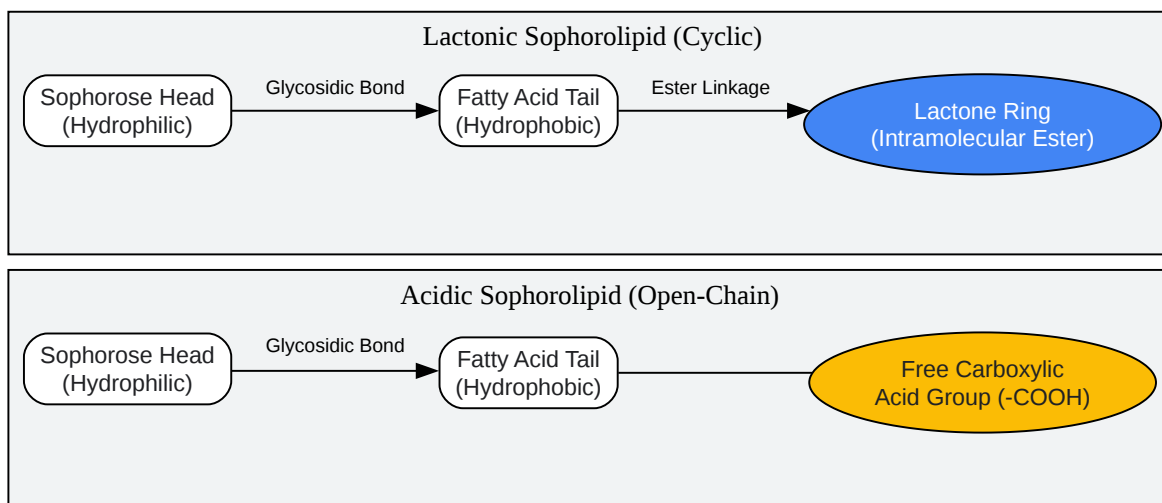 Lactonic Sophorolipid (Cyclic)
Sophorose Head
(Hydrophilic)
Glycosidic Bond
Fatty Acid Tail
(Hydrophobic)
Ester Linkage
Lactone Ring
(Intramolecular Ester)
Acidic Sophorolipid (Open-Chain)
Sophorose Head
(Hydrophilic)
Glycosidic Bond
Fatty Acid Tail
(Hydrophobic)
Free Carboxylic
Acid Group (-COOH)